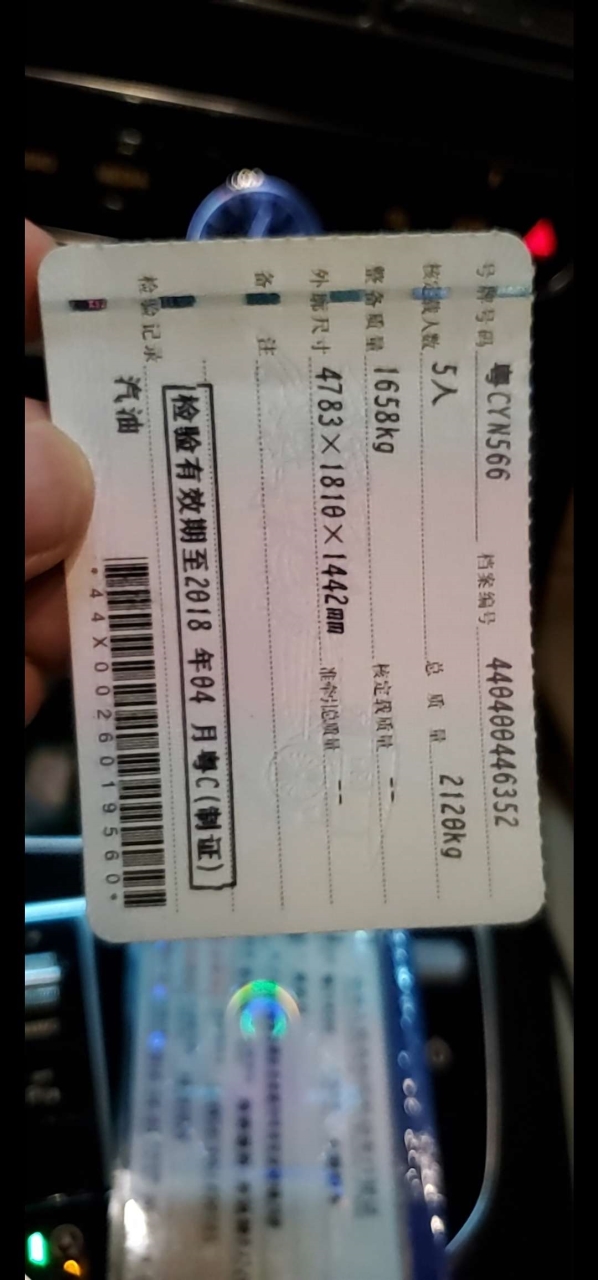 号牌号码 粤CYN566 档案编号 440400446352
核定载人数 5人 总质量 2120kg
整备质量 1658kg 核定载质量 --
外廓尺寸 4783×1810×1442mm 准牵引总质量 --
备注
检验有效期至2018年04月粤C(制证)
检验记录
汽油
*44X0026019560*